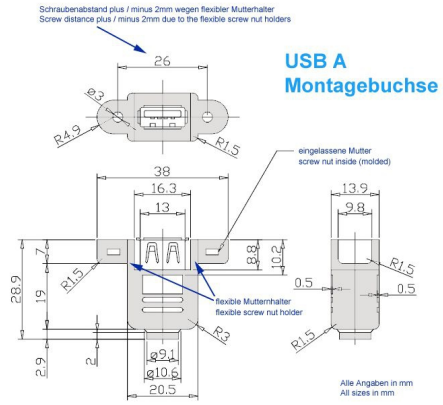 Schraubenabstand plus / minus 2mm wegen flexibler Mutterhalter
Screw distance plus / minus 2mm due to the flexible screw nut holders
USB A
Montagebuchse
26
ø3
R4.9
R1.5
eingelassene Mutter
screw nut inside (molded)
38
16.3
13
13.9
9.8
7
8.8
10.2
R1.5
R1.5
28.9
19
0.5
0.5
flexible Mutternhalter
flexible screw nut holder
R3
R1.5
2.9
2
ø9.1
ø10.6
20.5
Alle Angaben in mm
All sizes in mm